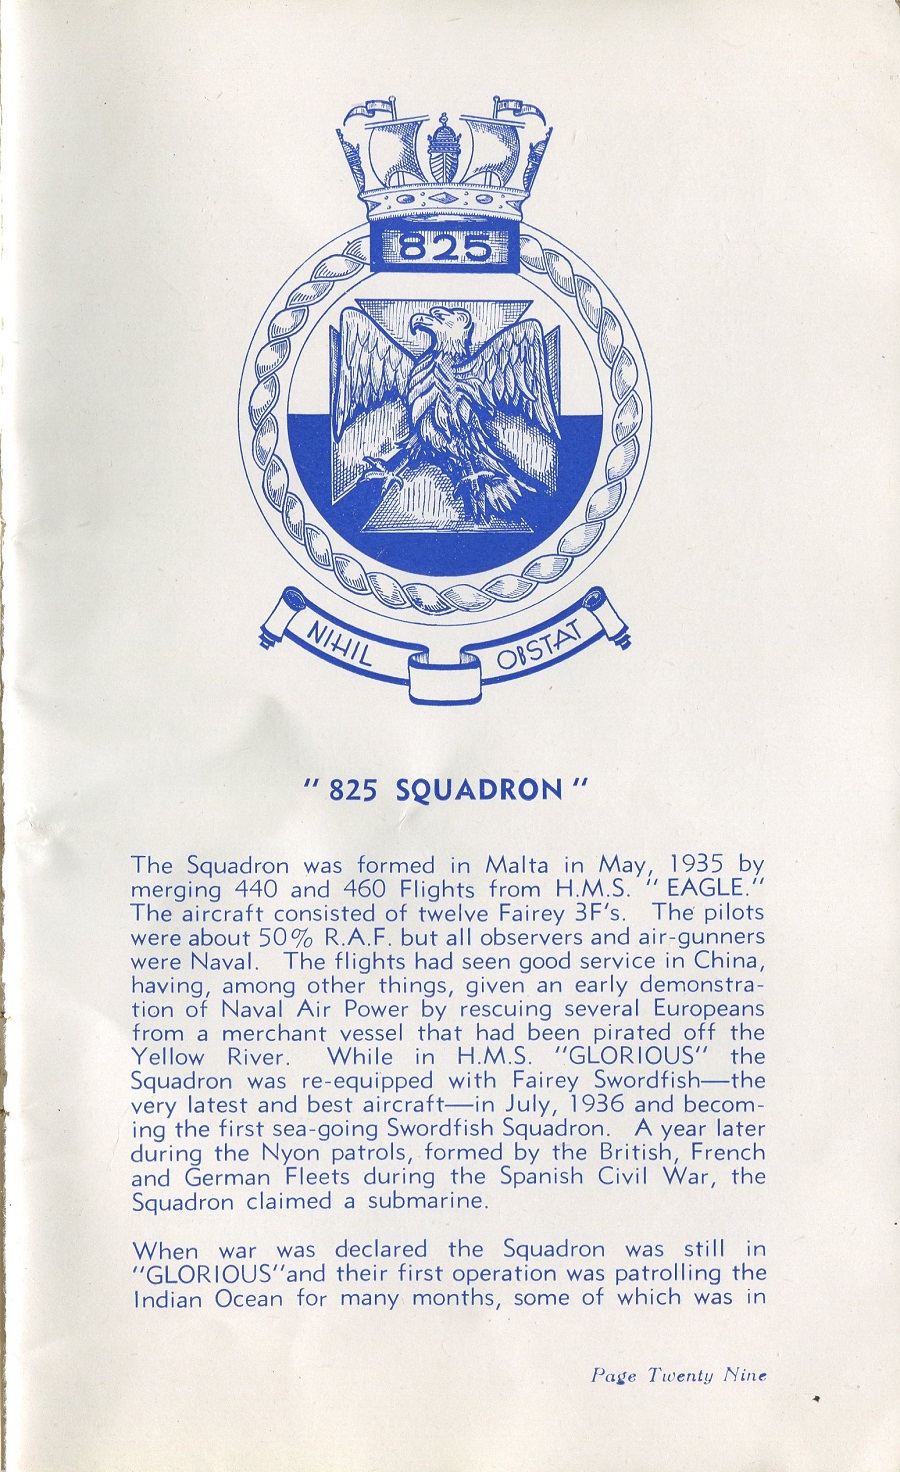 825
NIHIL OBSTAT
" 825 SQUADRON "
The Squadron was formed in Malta in May, 1935 by
merging 440 and 460 Flights from H.M.S. " EAGLE."
The aircraft consisted of twelve Fairey 3F's. The pilots
were about 50% R.A.F. but all observers and air-gunners
were Naval. The flights had seen good service in China,
having, among other things, given an early demonstra-
tion of Naval Air Power by rescuing several Europeans
from a merchant vessel that had been pirated off the
Yellow River. While in H.M.S. "GLORIOUS" the
Squadron was re-equipped with Fairey Swordfish—the
very latest and best aircraft—in July, 1936 and becom-
ing the first sea-going Swordfish Squadron. A year later
during the Nyon patrols, formed by the British, French
and German Fleets during the Spanish Civil War, the
Squadron claimed a submarine.
When war was declared the Squadron was still in
"GLORIOUS"and their first operation was patrolling the
Indian Ocean for many months, some of which was in
Page Twenty Nine